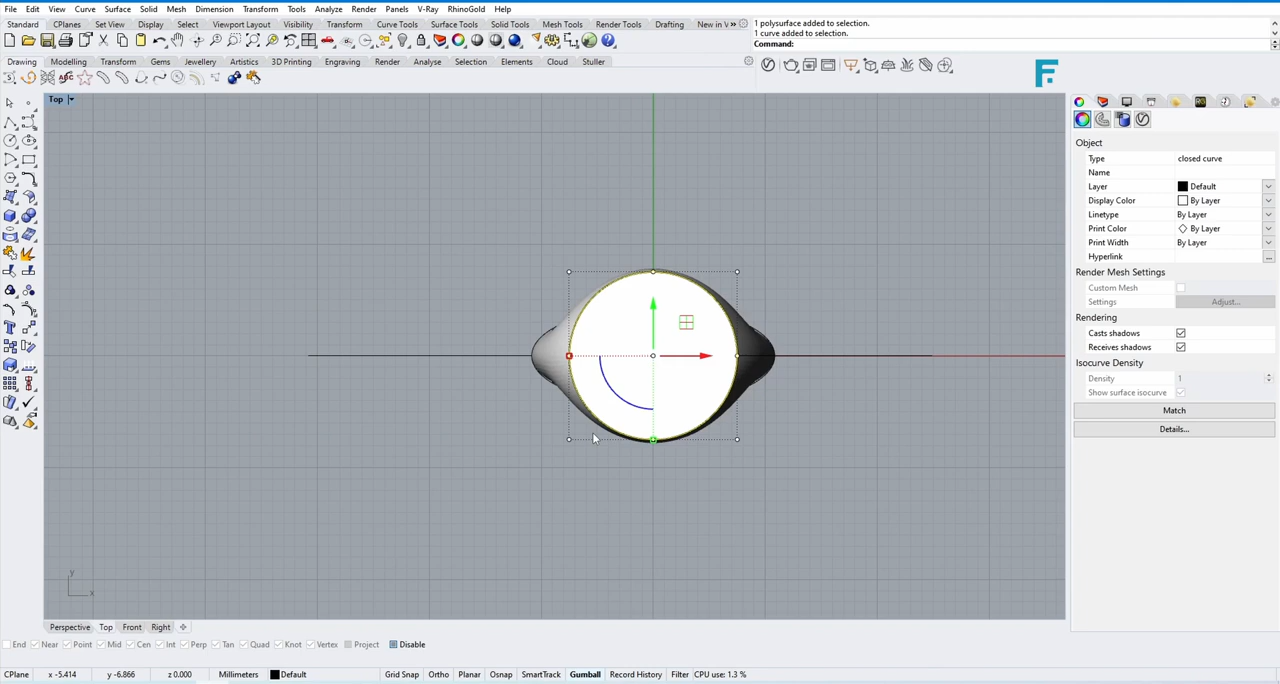 File Edit View Curve Surface Solid Mesh Dimension Transform Tools Analyze Render Panels V-Ray RhinoGold Help
1 polysurface added to selection.
1 curve added to selection.
Command:
Standard CPlanes Set View Display Select Viewport Layout Visibility Transform Curve Tools Surface Tools Solid Tools Mesh Tools Render Tools Drafting New in V
Drawing Modelling Transform Gems Jewellery Artistics 3D Printing Engraving Render Analyse Selection Elements Cloud Stuller
ABC
F.
Top
Object
Type closed curve
Name
Layer Default
Display Color By Layer
Linetype By Layer
Print Color By Layer
Print Width By Layer
Hyperlink ...
Render Mesh Settings
Custom Mesh
Settings Adjust...
Rendering
Casts shadows
Receives shadows
Isocurve Density
Density 1
Show surface isocurve
Match
Details...
y
x
Perspective Top Front Right
End Near Point Mid Cen Int Perp Tan Quad Knot Vertex Project Disable
CPlane x -5.414 y -6.866 z 0.000 Millimeters Default Grid Snap Ortho Planar Osnap SmartTrack Gumball Record History Filter CPU use: 1.3 %